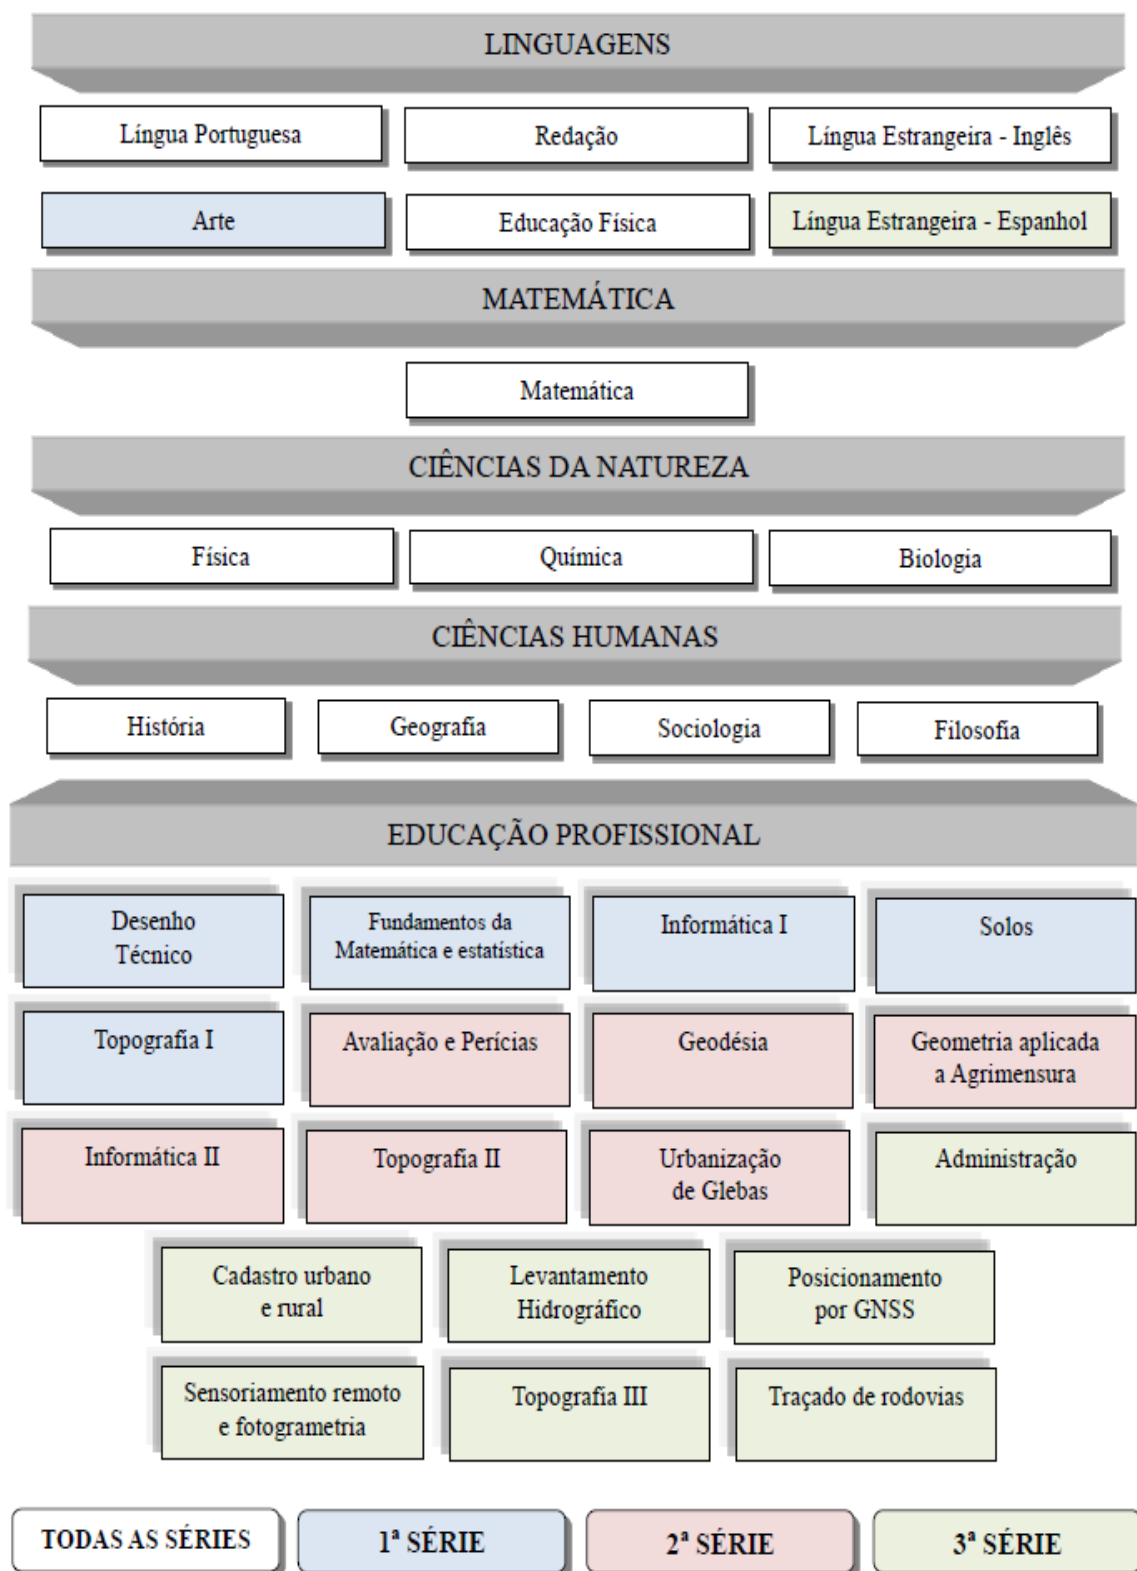 LINGUAGENS
Língua Portuguesa
Redação
Língua Estrangeira - Inglês
Arte
Educação Física
Língua Estrangeira - Espanhol
MATEMÁTICA
Matemática
CIÊNCIAS DA NATUREZA
Física
Química
Biologia
CIÊNCIAS HUMANAS
História
Geografia
Sociologia
Filosofia
EDUCAÇÃO PROFISSIONAL
Desenho
Técnico
Fundamentos da
Matemática e estatística
Informática I
Solos
Topografia I
Avaliação e Perícias
Geodésia
Geometria aplicada
a Agrimensura
Informática II
Topografia II
Urbanização
de Glebas
Administração
Cadastro urbano
e rural
Levantamento
Hidrográfico
Posicionamento
por GNSS
Sensoriamento remoto
e fotogrametria
Topografia III
Traçado de rodovias
TODAS AS SÉRIES
1ª SÉRIE
2ª SÉRIE
3ª SÉRIE